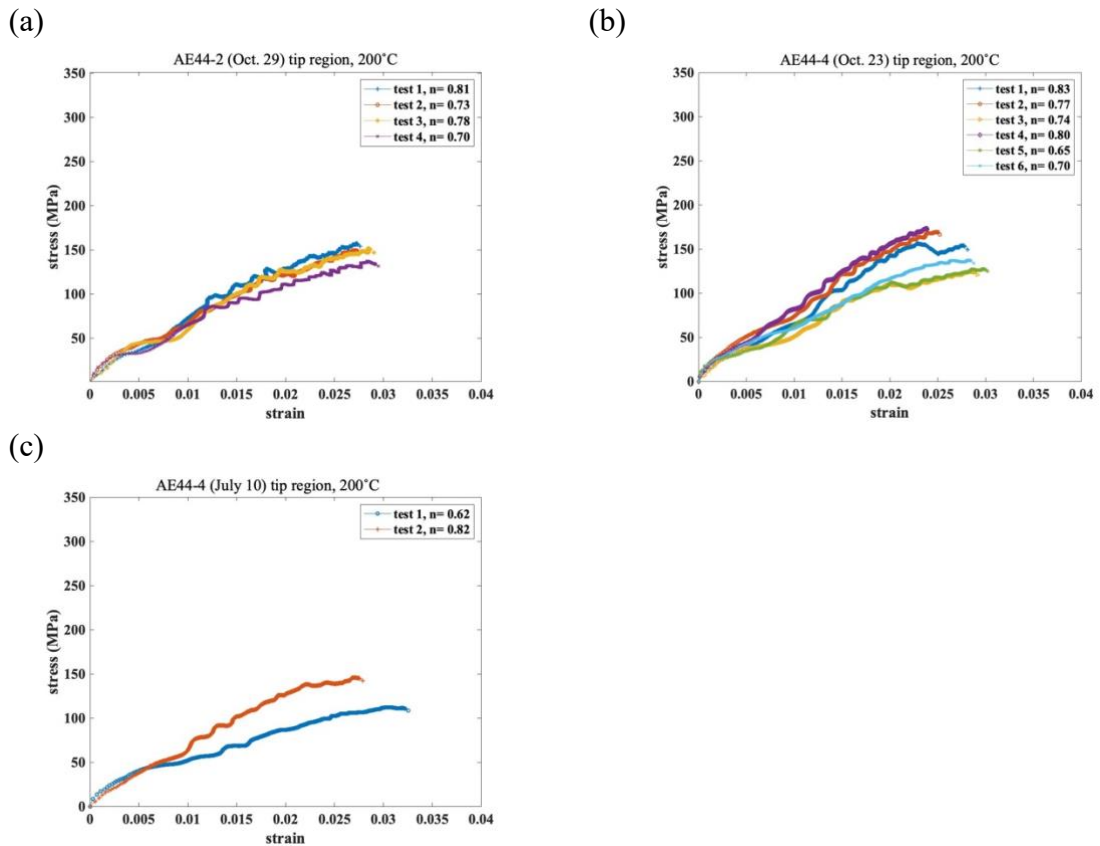 (a)
AE44-2 (Oct. 29) tip region, 200˚C
350
300
250
200
150
100
50
0
0.005
0.01
0.015
0.02
0.025
0.03
0.035
0.04
stress (MPa)
strain
test 1, n= 0.81
test 2, n= 0.73
test 3, n= 0.78
test 4, n= 0.70
(b)
AE44-4 (Oct. 23) tip region, 200˚C
350
300
250
200
150
100
50
0
0
0.005
0.01
0.015
0.02
0.025
0.03
0.035
0.04
stress (MPa)
strain
test 1, n= 0.83
test 2, n= 0.77
test 3, n= 0.74
test 4, n= 0.80
test 5, n= 0.65
test 6, n= 0.70
(c)
AE44-4 (July 10) tip region, 200˚C
350
300
250
200
150
100
50
0
0
0.005
0.01
0.015
0.02
0.025
0.03
0.035
0.04
stress (MPa)
strain
test 1, n= 0.62
test 2, n= 0.82